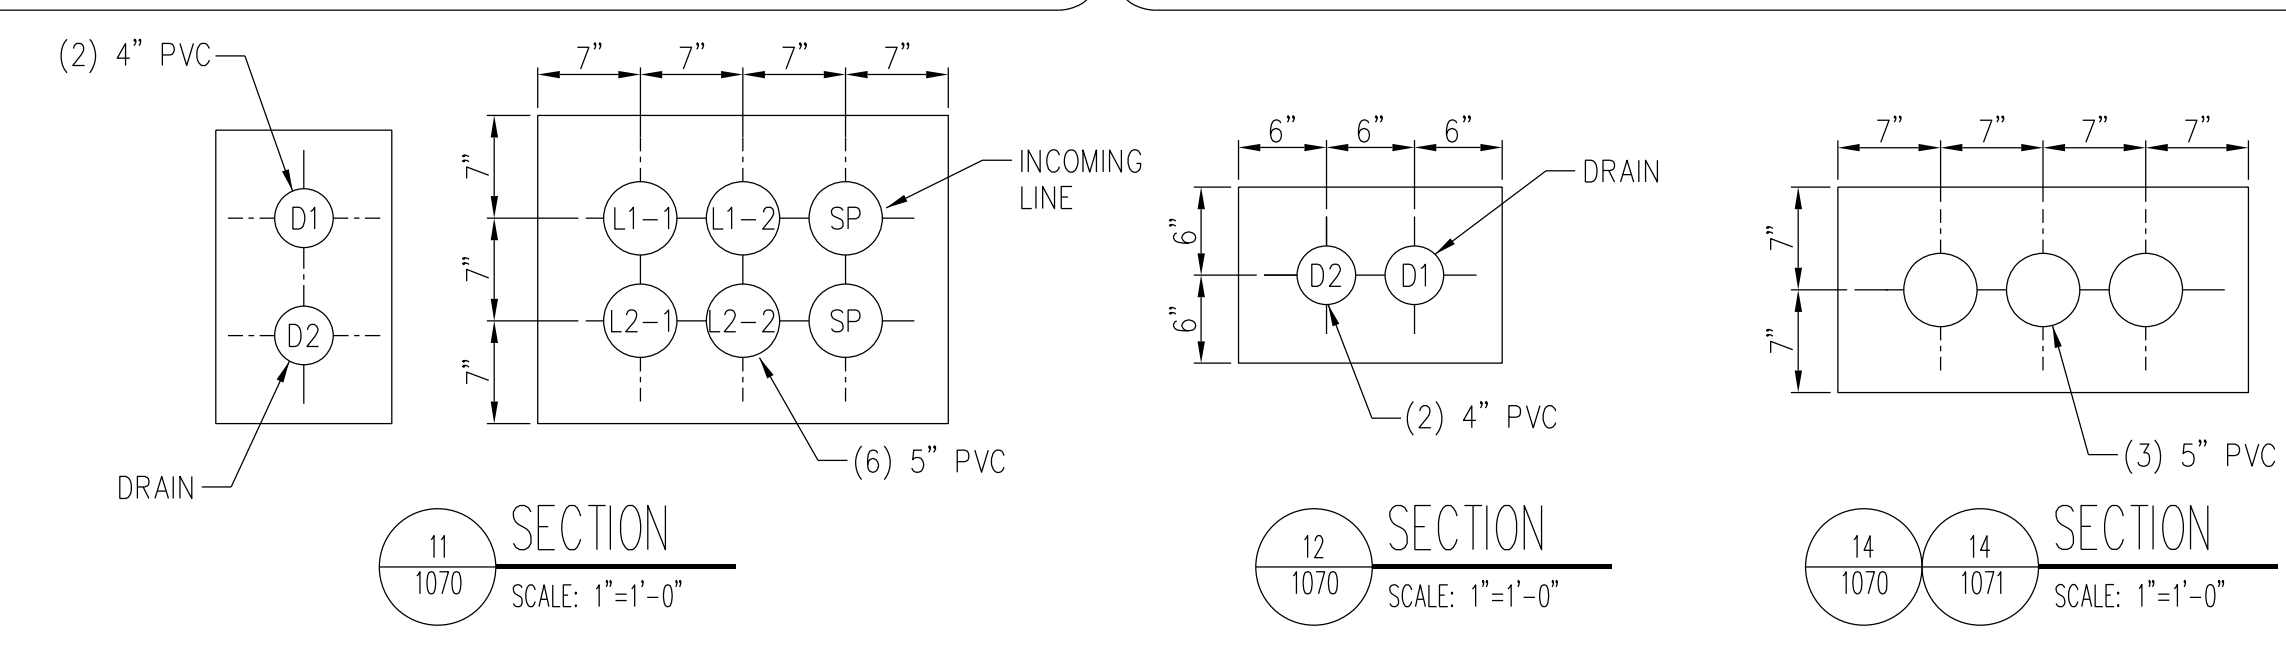 (2) 4" PVC
D1
D2
DRAIN
7" 7" 7" 7"
7"
7"
7"
L1-1 L1-2 SP
L2-1 L2-2 SP
INCOMING
LINE
(6) 5" PVC
11
1070
SECTION
SCALE: 1"=1'-0"
6" 6" 6"
6"
6"
D2 D1
DRAIN
(2) 4" PVC
12
1070
SECTION
SCALE: 1"=1'-0"
7" 7" 7" 7"
7"
7"
(3) 5" PVC
14
1070
14
1071
SECTION
SCALE: 1"=1'-0"